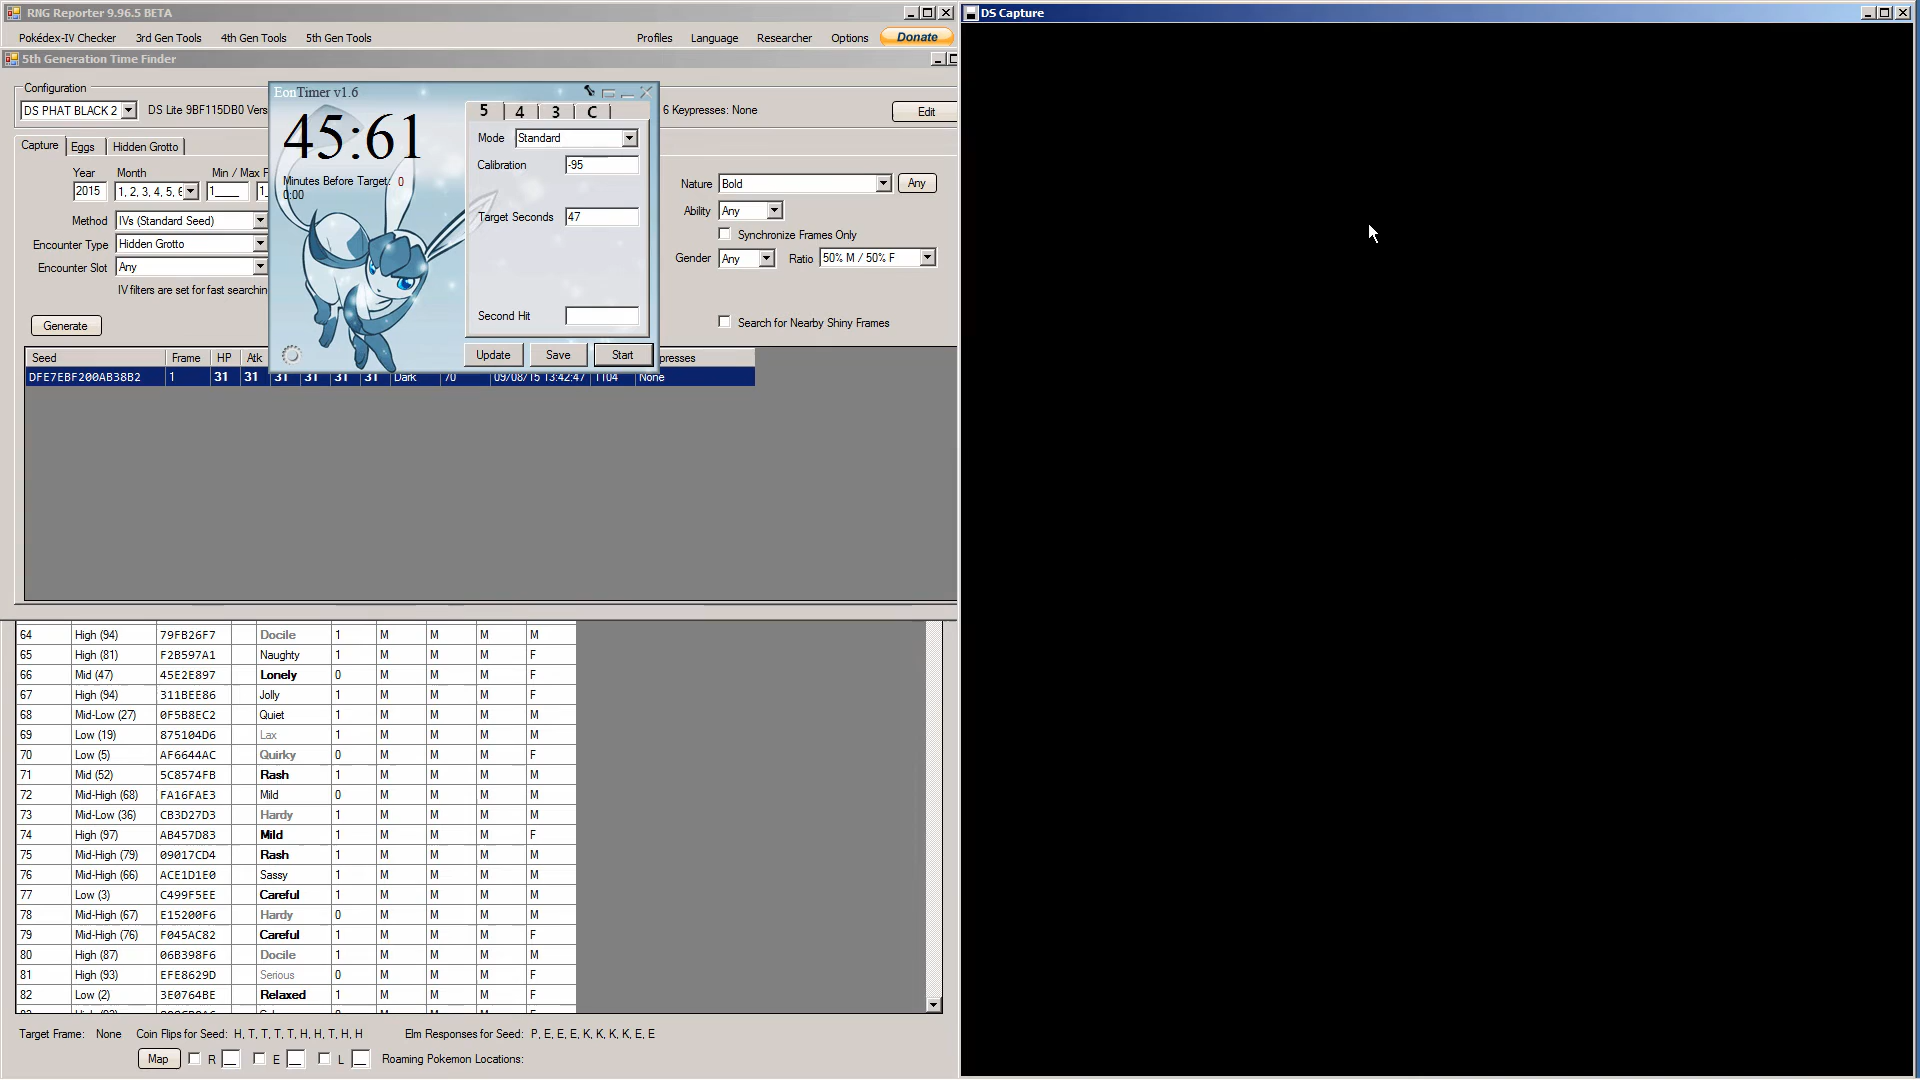 RNG Reporter 9.96.5 BETA
Pokédex-IV Checker 3rd Gen Tools 4th Gen Tools 5th Gen Tools Profiles Language Researcher Options Donate
5th Generation Time Finder
Configuration
DS PHAT BLACK 2 DS Lite 9BF115DB0 Vers 6 Keypresses: None Edit
Capture Eggs Hidden Grotto
Year Month Min / Max F
2015 1, 2, 3, 4, 5, 6 1____ 1_
Method IVs (Standard Seed)
Encounter Type Hidden Grotto
Encounter Slot Any
IV filters are set for fast searchin
Generate
EonTimer v1.6
45:61
Minutes Before Target: 0
0:00
5 4 3 C
Mode Standard
Calibration -95
Target Seconds 47
Second Hit
Update Save Start
Nature Bold Any
Ability Any
Synchronize Frames Only
Gender Any Ratio 50% M / 50% F
Search for Nearby Shiny Frames
Seed Frame HP Atk presses
DFE7EBF200AB38B2 1 31 31 31 31 31 31 Dark 70 09/08/15 13:42:47 1104 None
64 High (94) 79FB26F7 Docile 1 M M M M
65 High (81) F2B597A1 Naughty 1 M M M F
66 Mid (47) 45E2E897 Lonely 0 M M M F
67 High (94) 311BEE86 Jolly 1 M M M F
68 Mid-Low (27) 0F5B8EC2 Quiet 1 M M M M
69 Low (19) 875104D6 Lax 1 M M M M
70 Low (5) AF6644AC Quirky 0 M M M F
71 Mid (52) 5C8574FB Rash 1 M M M M
72 Mid-High (68) FA16FAE3 Mild 0 M M M M
73 Mid-Low (36) CB3D27D3 Hardy 1 M M M M
74 High (97) AB457D83 Mild 1 M M M F
75 Mid-High (79) 09017CD4 Rash 1 M M M M
76 Mid-High (66) ACE1D1E0 Sassy 1 M M M M
77 Low (3) C499F5EE Careful 1 M M M M
78 Mid-High (67) E15200F6 Hardy 0 M M M M
79 Mid-High (76) F045AC82 Careful 1 M M M F
80 High (87) 06B398F6 Docile 1 M M M M
81 High (93) EFE8629D Serious 0 M M M F
82 Low (2) 3E0764BE Relaxed 1 M M M F
Target Frame: None Coin Flips for Seed: H, T, T, T, T, H, H, T, H, H Elm Responses for Seed: P, E, E, E, K, K, K, K, E, E
Map R E L Roaming Pokemon Locations:
DS Capture